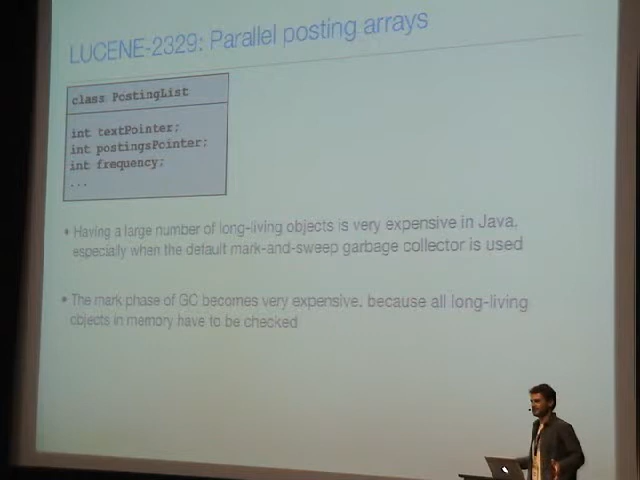 LUCENE-2329: Parallel posting arrays
class PostingList
int textPointer;
int postingsPointer;
int frequency;
...
• Having a large number of long-living objects is very expensive in Java,
especially when the default mark-and-sweep garbage collector is used
• The mark phase of GC becomes very expensive, because all long-living
objects in memory have to be checked